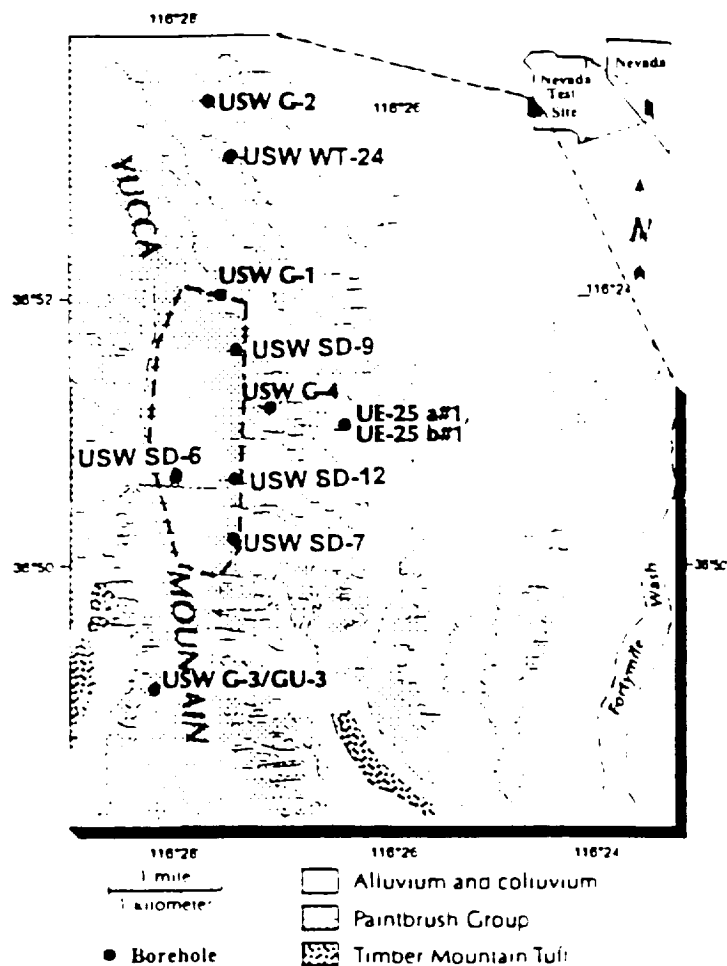 116°28
Nevada
Nevada
Test
Site
USW G-2
116°26
USW WT-24
YUCCA
N
USW G-1
36°52
116°24
USW SD-9
USW G-4
UE-25 a#1,
UE-25 b#1
USW SD-6
USW SD-12
USW SD-7
36°50
36°50
MOUNTAIN
Fortymile Wash
USW G-3/GU-3
116°28
116°26
116°24
1 mile
1 kilometer
Alluvium and colluvium
Paintbrush Group
Borehole
Timber Mountain Tuff